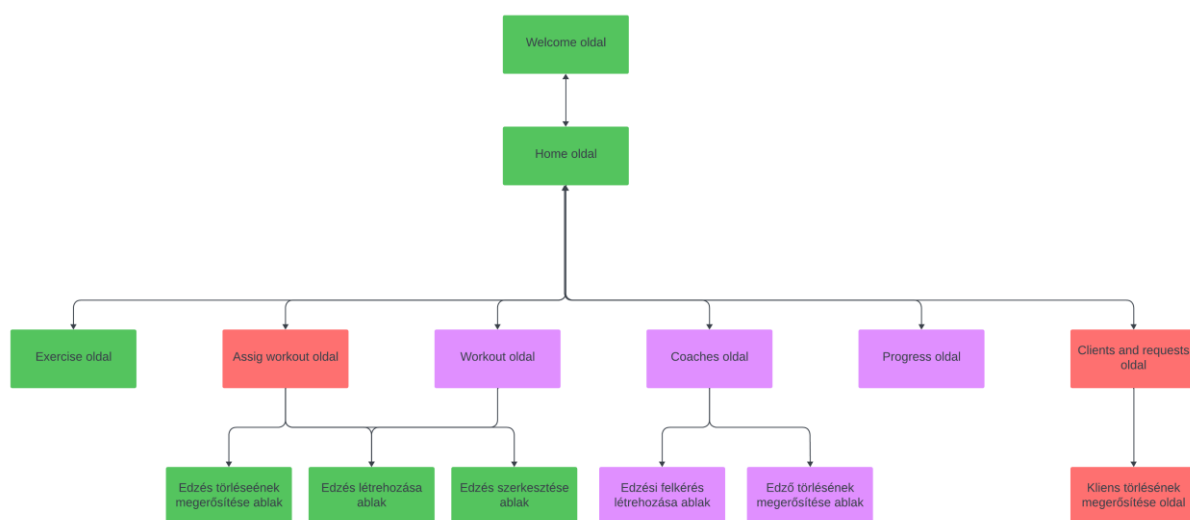 Welcome oldal
Home oldal
Exercise oldal
Assig workout oldal
Workout oldal
Coaches oldal
Progress oldal
Clients and requests
oldal
Edzés törléseének
megerősítése ablak
Edzés létrehozása
ablak
Edzés szerkesztése
ablak
Edzési felkérés
létrehozása ablak
Edző törlésének
megerősítése ablak
Kliens törlésének
megerősítése oldal